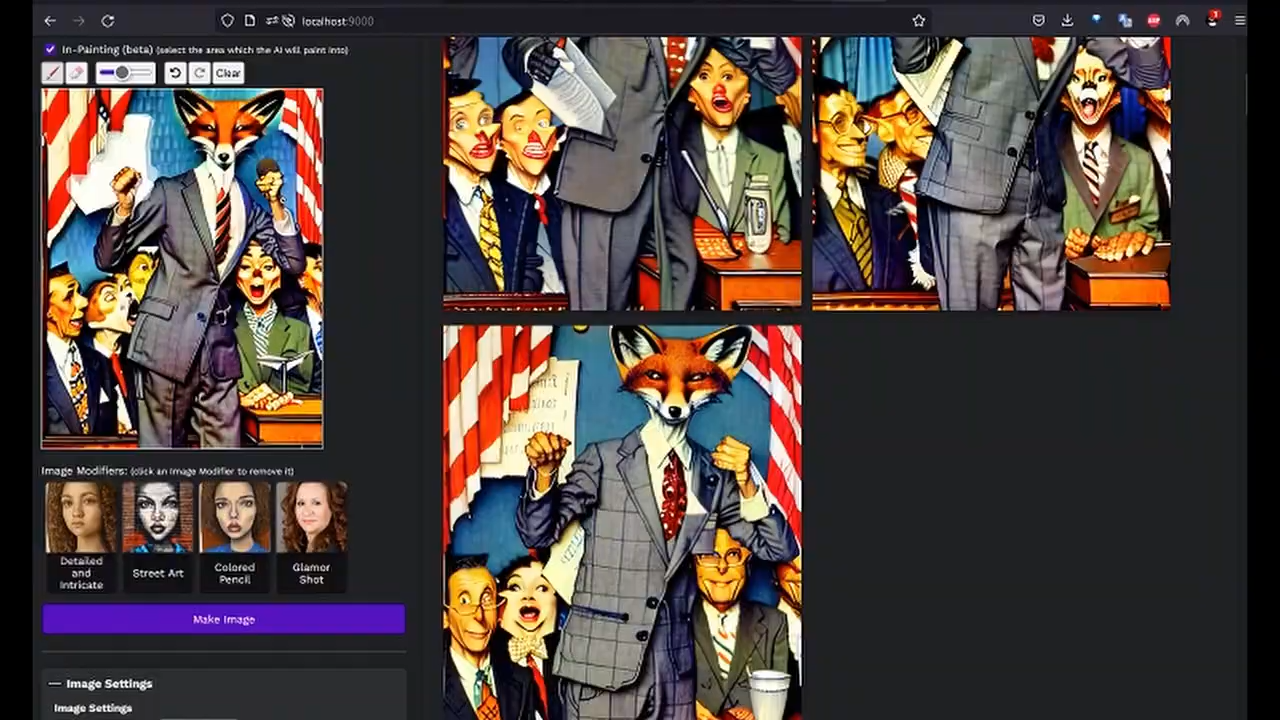 localhost:9000
In-Painting (beta) (select the area which the AI will paint into)
Clear
Image Modifiers: (click an Image Modifier to remove it)
Detailed and Intricate
Street Art
Colored Pencil
Glamor Shot
Make Image
Image Settings
Image Settings